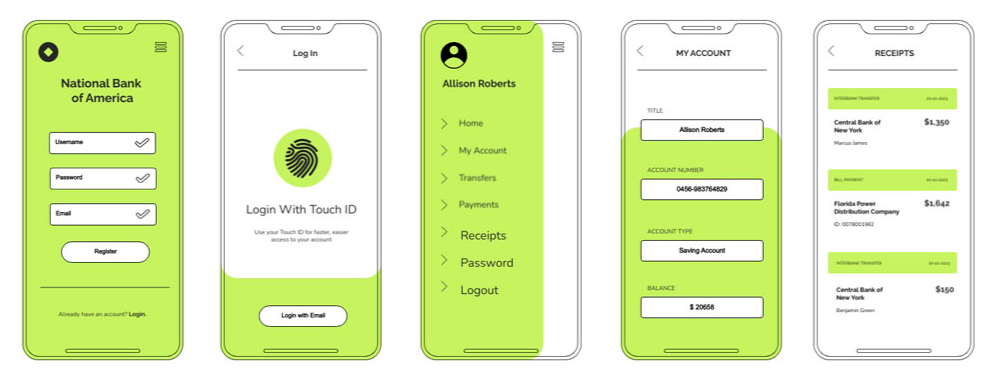 National Bank
of America
Username
Password
Email
Register
Already have an account? Login.
Log In
Login With Touch ID
Use your Touch ID for faster, easier
access to your account
Login with Email
Allison Roberts
Home
My Account
Transfers
Payments
Receipts
Password
Logout
MY ACCOUNT
TITLE
Allison Roberts
ACCOUNT NUMBER
0456-983764829
ACCOUNT TYPE
Saving Account
BALANCE
$ 20658
RECEIPTS
INTERBANK TRANSFER
Central Bank of
New York
$1,350
Marcus James
BILL PAYMENT
Florida Power
Distribution Company
$1,642
ID: 0078001962
INTERBANK TRANSFER
Central Bank of
New York
$150
Benjamin Green